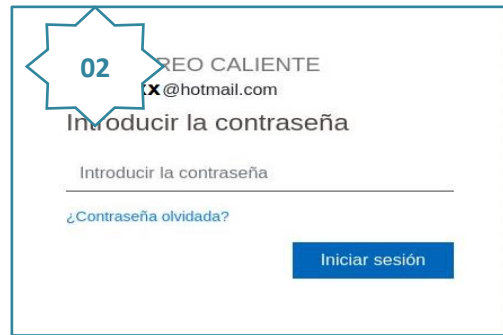 02
REO CALIENTE
X@hotmail.com
Introducir la contraseña
Introducir la contraseña
¿Contraseña olvidada?
Iniciar sesión